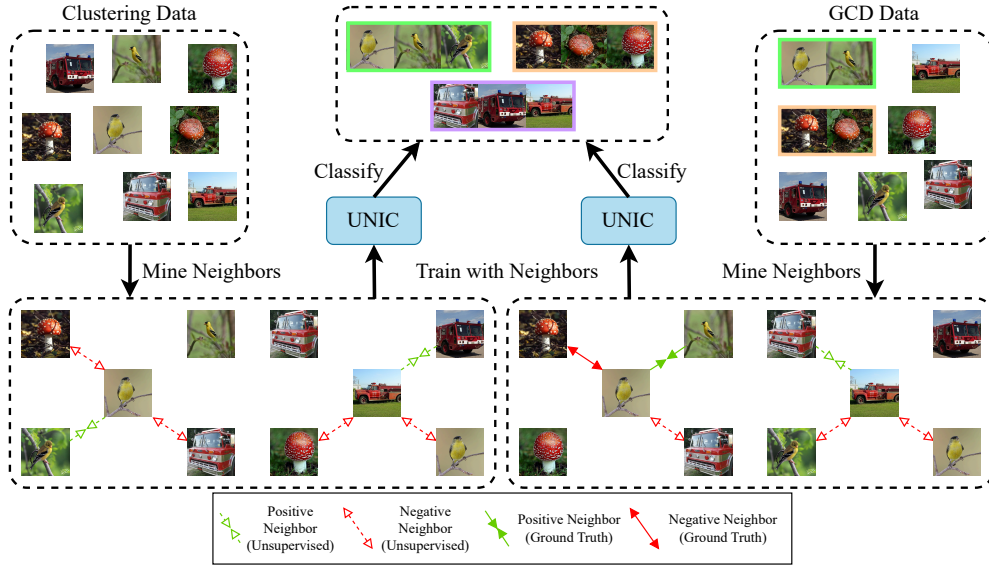 Clustering Data
GCD Data
Classify
Classify
UNIC
UNIC
Mine Neighbors
Train with Neighbors
Mine Neighbors
Positive
Neighbor
(Unsupervised)
Negative
Neighbor
(Unsupervised)
Positive Neighbor
(Ground Truth)
Negative Neighbor
(Ground Truth)